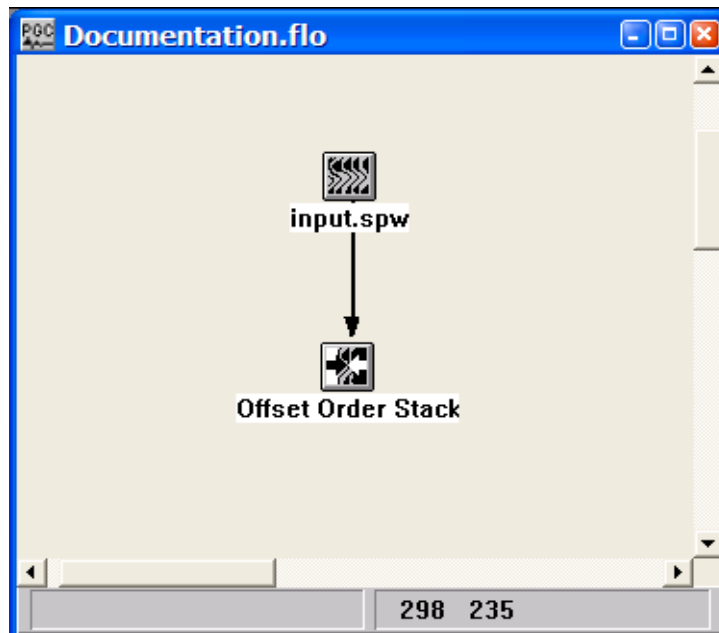 PGC
Documentation.flo
input.spw
Offset Order Stack
298 235